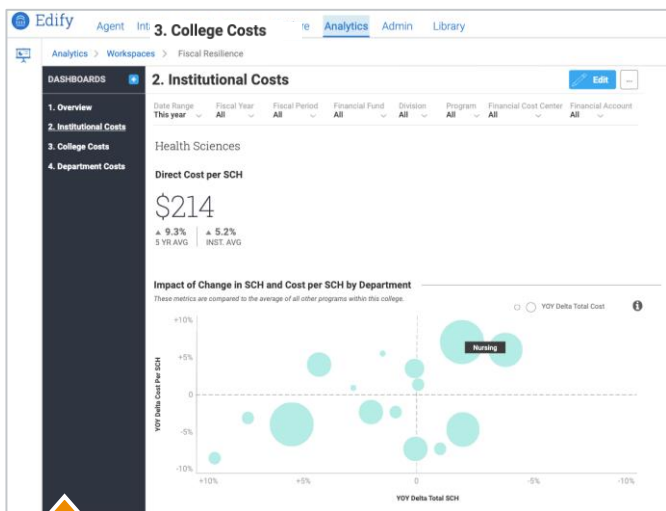 Edify
Agent
Int
3. College Costs
re
Analytics
Admin
Library
Analytics > Workspaces > Fiscal Resilience
DASHBOARDS
1. Overview
2. Institutional Costs
3. College Costs
4. Department Costs
2. Institutional Costs
Edit
Date Range Fiscal Year Fiscal Period Financial Fund Division Program Financial Cost Center Financial Account
This year All All All All All All All
Health Sciences
Direct Cost per SCH
$214
▲ 9.3% ▲ 5.2%
5 YR AVG INST. AVG
Impact of Change in SCH and Cost per SCH by Department
These metrics are compared to the average of all other programs within this college.
YOY Delta Total Cost
YOY Delta Cost Per SCH
+10%
+5%
0
-5%
-10%
Nursing
+10% +5% 0 -5% -10%
YOY Delta Total SCH